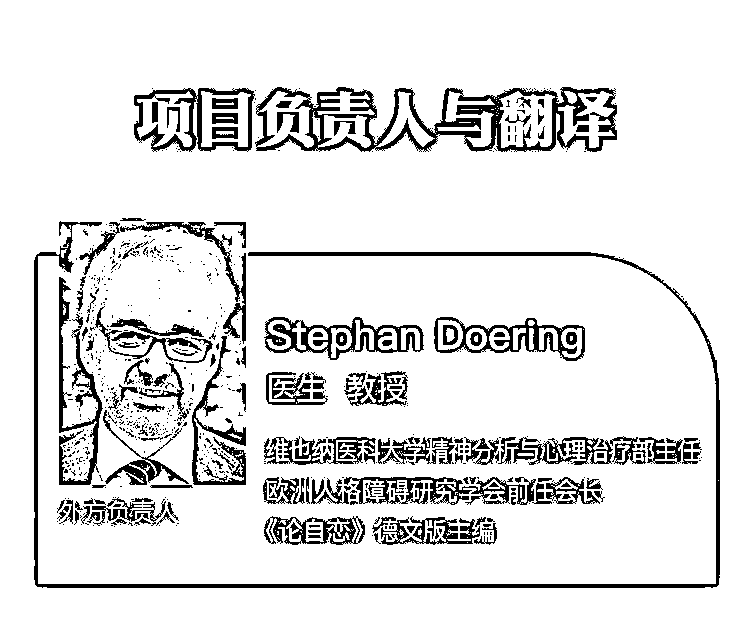 项目负责人与翻译
Stephan Doering
医生 教授
维也纳医科大学精神分析与心理治疗部主任
欧洲人格障碍研究学会前任会长
《论自恋》德文版主编
外方负责人